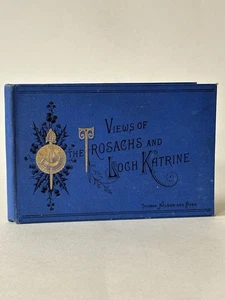 VIEWS OF
THE TROSACHS AND
LOCH KATRINE
THOMAS NELSON AND SONS